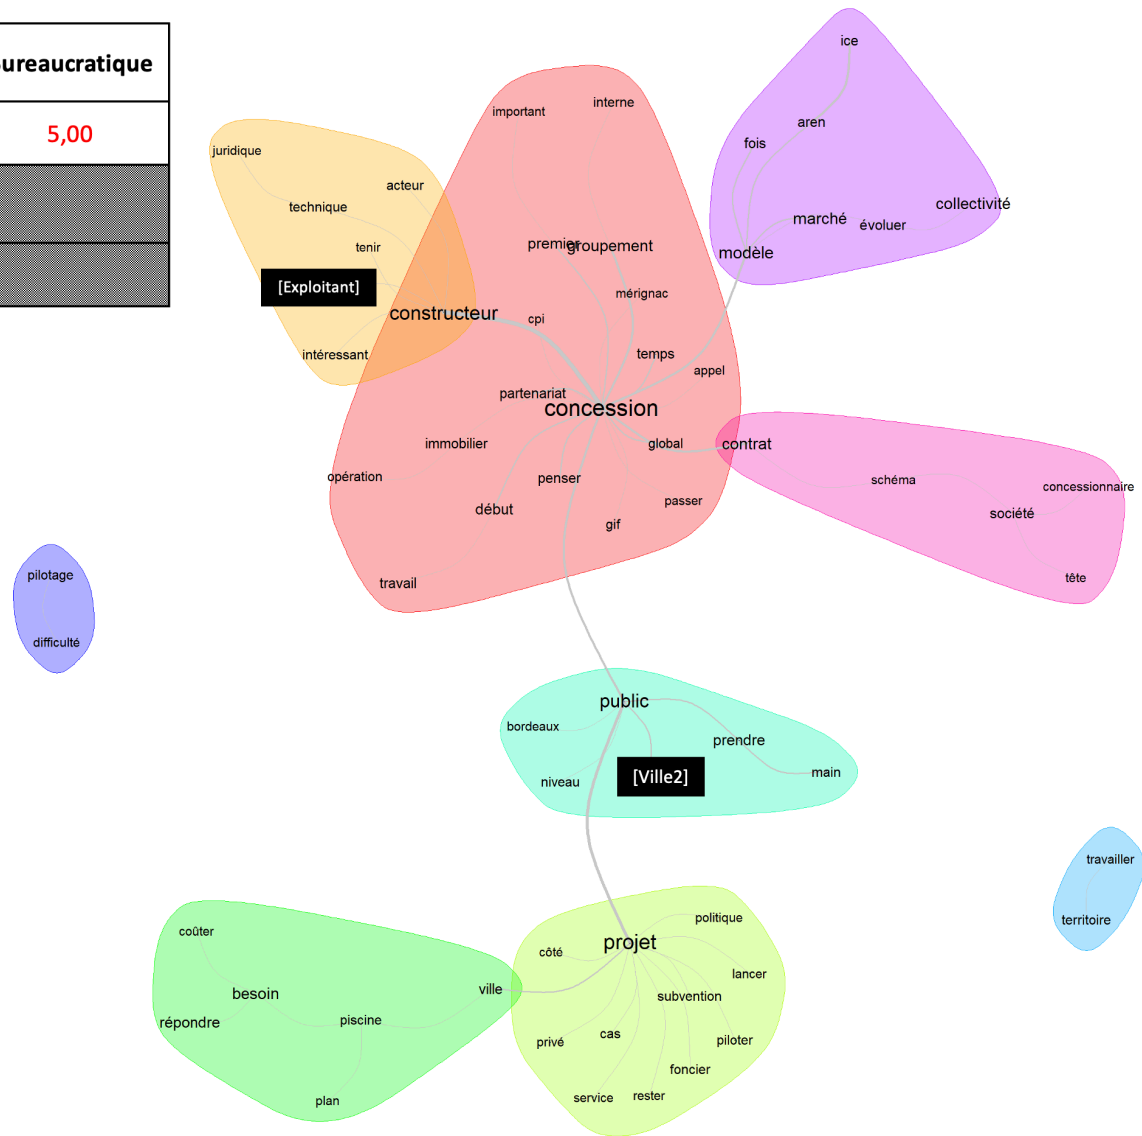 ureaucratique
5,00
ice
important
interne
aren
fois
juridique
acteur
technique
collectivité
marché
évoluer
premier
groupement
tenir
modèle
[Exploitant]
mérignac
constructeur
cpi
intéressant
temps
appel
partenariat
concession
immobilier
global
contrat
opération
penser
schéma
concessionnaire
passer
début
société
gif
pilotage
travail
tête
difficulté
public
bordeaux
prendre
niveau
[Ville2]
main
travailler
territoire
politique
coûter
projet
côté
lancer
ville
besoin
subvention
répondre
piscine
cas
privé
piloter
foncier
plan
service
rester